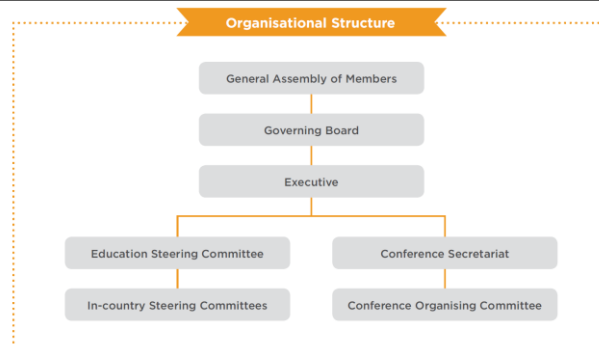 Organisational Structure
General Assembly of Members
Governing Board
Executive
Education Steering Committee
Conference Secretariat
In-country Steering Committees
Conference Organising Committee